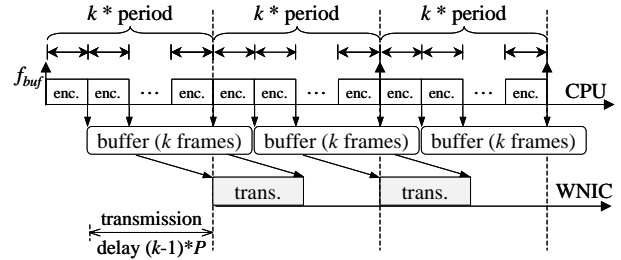 k * period k * period k * period
f_buf enc. enc. ... enc. enc. enc. ... enc. enc. enc. ... enc. CPU
buffer (k frames) buffer (k frames) buffer (k frames)
trans. trans. WNIC
transmission
delay (k-1)*P